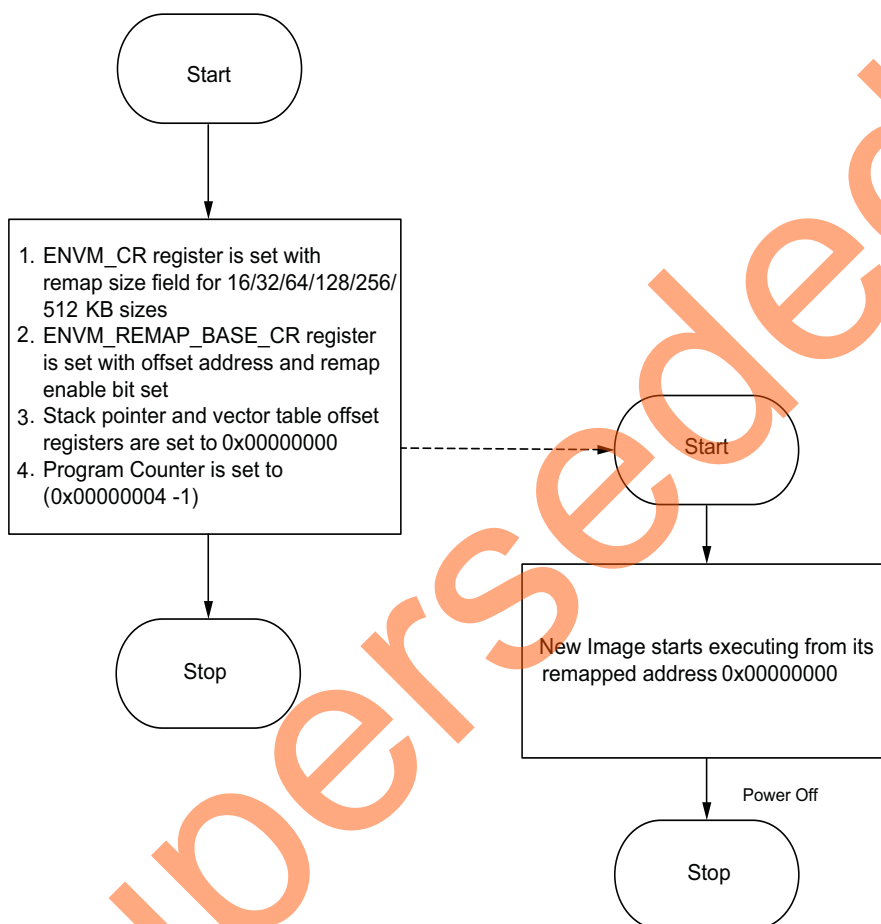 Start
1. ENVM_CR register is set with
remap size field for 16/32/64/128/256/
512 KB sizes
2. ENVM_REMAP_BASE_CR register
is set with offset address and remap
enable bit set
3. Stack pointer and vector table offset
registers are set to 0x00000000
4. Program Counter is set to
(0x00000004 -1)
Stop
Start
New Image starts executing from its
remapped address 0x00000000
Power Off
Stop
uperseded